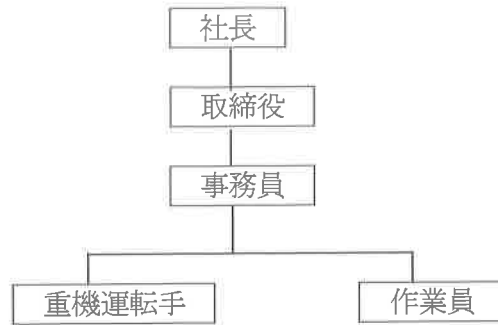 社長
取締役
事務員
重機運転手
作業員